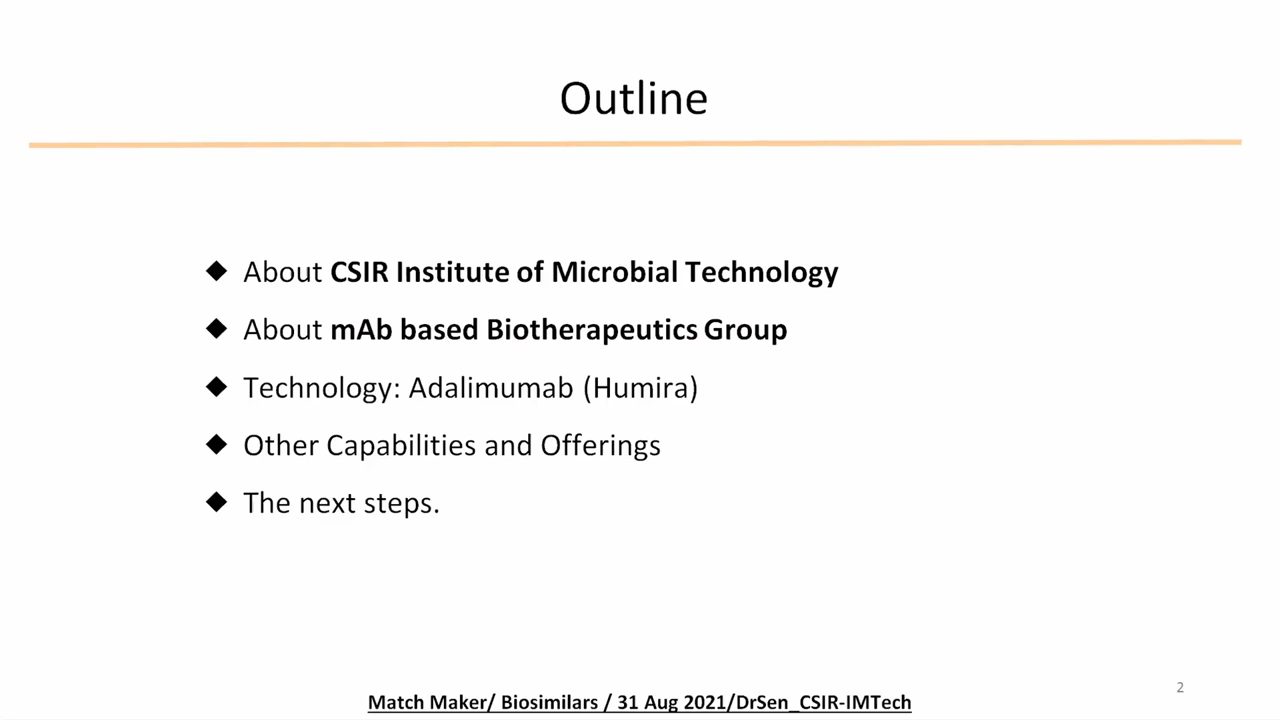 Outline
◆ About CSIR Institute of Microbial Technology
◆ About mAb based Biotherapeutics Group
◆ Technology: Adalimumab (Humira)
◆ Other Capabilities and Offerings
◆ The next steps.
2
Match Maker/ Biosimilars / 31 Aug 2021/DrSen_CSIR-IMTech